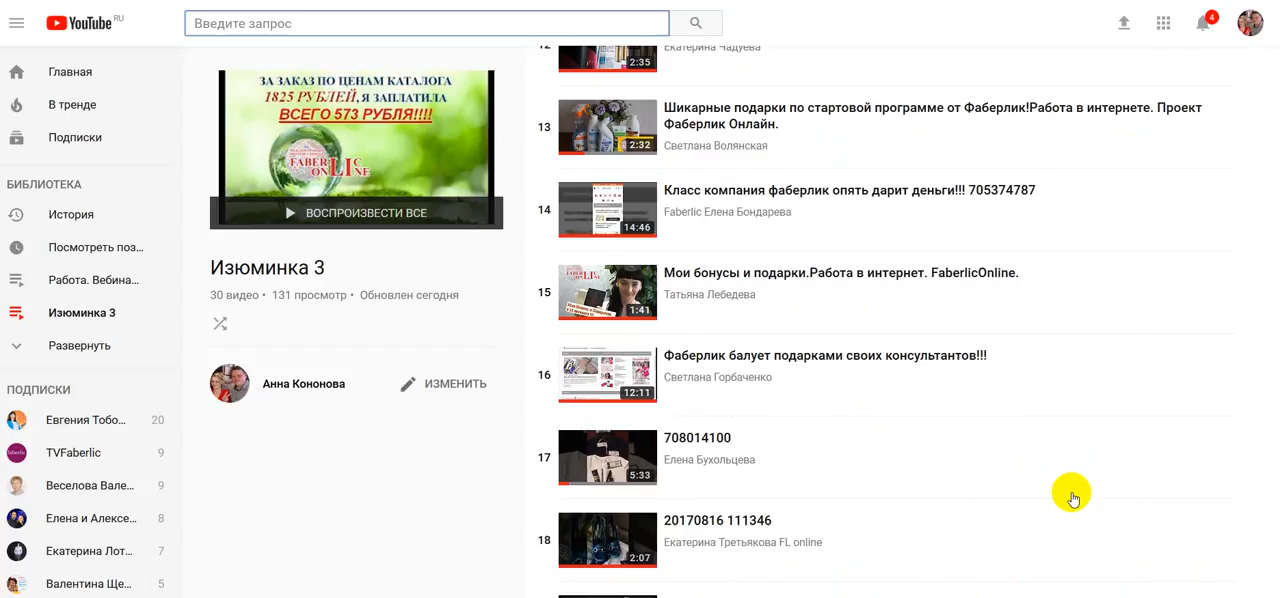 YouTube RU
Введите запрос
4
Главная
В тренде
Подписки
БИБЛИОТЕКА
История
Посмотреть поз...
Работа. Вебина...
Изюминка 3
Развернуть
ПОДПИСКИ
Евгения Тобо... 20
TVFaberlic 9
Веселова Вале... 9
Елена и Алексе... 8
Екатерина Лот... 7
Валентина Ще... 5
ЗА ЗАКАЗ ПО ЦЕНАМ КАТАЛОГА
1825 РУБЛЕЙ, Я ЗАПЛАТИЛА
ВСЕГО 573 РУБЛЯ!!!!
FABERLIC
ONLINE
ВОСПРОИЗВЕСТИ ВСЕ
Изюминка 3
30 видео • 131 просмотр • Обновлен сегодня
Анна Кононова
ИЗМЕНИТЬ
12
2:35
Екатерина Чадуева
13
2:32
Шикарные подарки по стартовой программе от Фаберлик!Работа в интернете. Проект
Фаберлик Онлайн.
Светлана Волянская
14
14:46
Класс компания фаберлик опять дарит деньги!!! 705374787
Faberlic Елена Бондарева
15
1:41
Мои бонусы и подарки.Работа в интернет. FaberlicOnline.
Татьяна Лебедева
16
12:11
Фаберлик балует подарками своих консультантов!!!
Светлана Горбаченко
17
5:33
708014100
Елена Бухольцева
18
2:07
20170816 111346
Екатерина Третьякова FL online